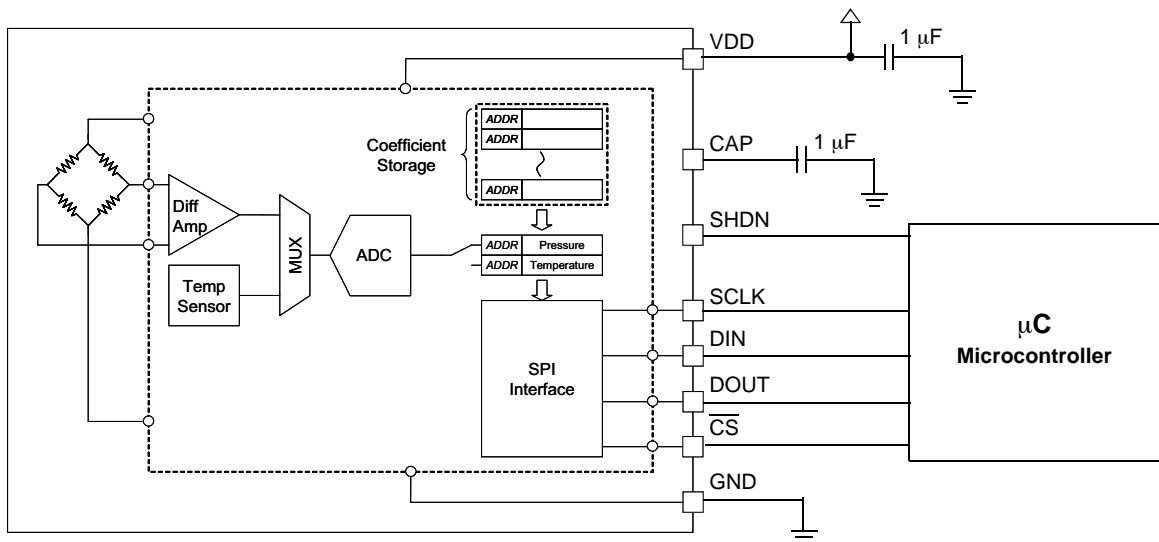 VDD
1 μF
CAP
1 μF
SHDN
SCLK
DIN
DOUT
CS
GND
Coefficient
Storage
ADDR
ADDR
ADDR
Diff
Amp
Temp
Sensor
MUX
ADC
ADDR Pressure
ADDR Temperature
SPI
Interface
μC
Microcontroller